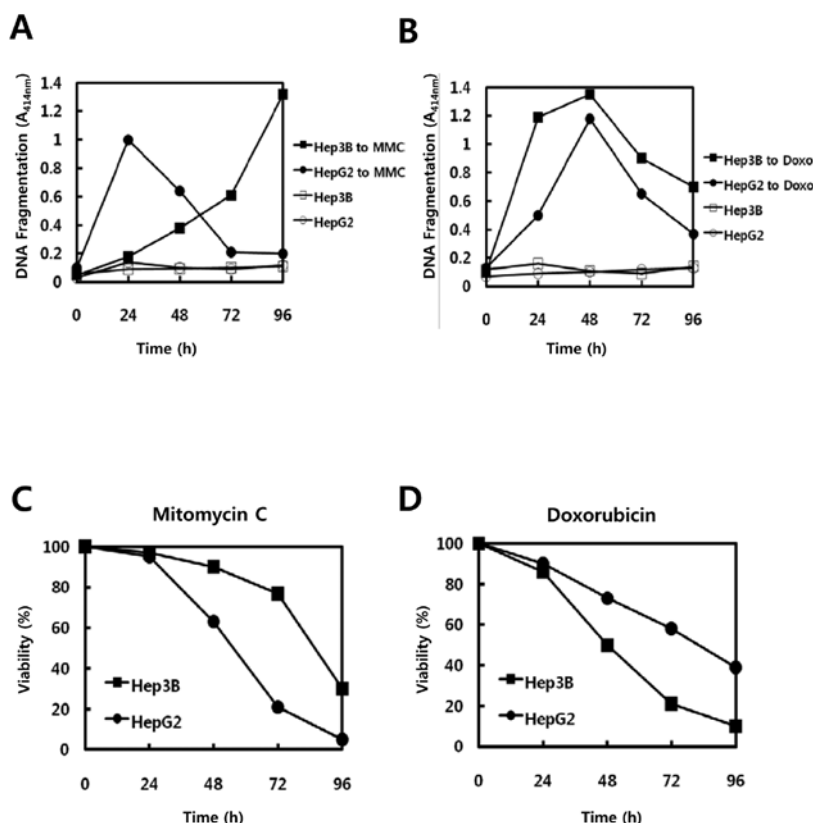 A
DNA Fragmentation (A414nm)
1.4
1.2
1
0.8
0.6
0.4
0.2
0
0 24 48 72 96
Time (h)
Hep3B to MMC
HepG2 to MMC
Hep3B
HepG2
B
DNA Fragmentation (A414nm)
1.4
1.2
1
0.8
0.6
0.4
0.2
0
0 24 48 72 96
Time (h)
Hep3B to Doxo
HepG2 to Doxo
Hep3B
HepG2
C
Mitomycin C
Viability (%)
100
80
60
40
20
0
0 24 48 72 96
Time (h)
Hep3B
HepG2
D
Doxorubicin
Viability (%)
100
80
60
40
20
0
0 24 48 72 96
Time (h)
Hep3B
HepG2